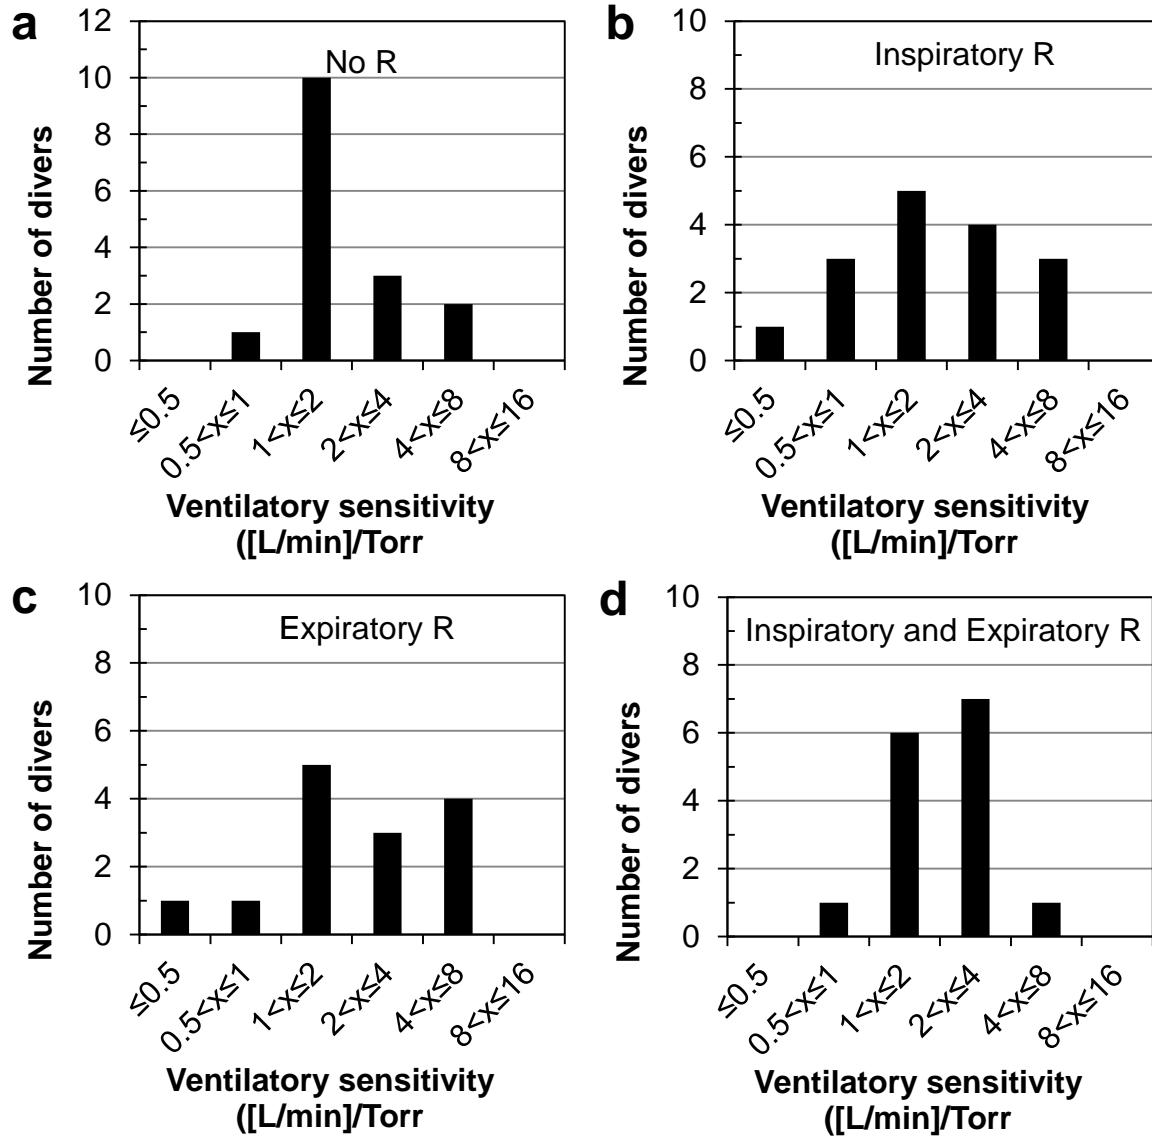 a
No R
12
10
8
6
4
2
0
Number of divers
≤0.5
0.5<x≤1
1<x≤2
2<x≤4
4<x≤8
8<x≤16
Ventilatory sensitivity
([L/min]/Torr
b
Inspiratory R
10
8
6
4
2
0
Number of divers
≤0.5
0.5<x≤1
1<x≤2
2<x≤4
4<x≤8
8<x≤16
Ventilatory sensitivity
([L/min]/Torr
c
Expiratory R
10
8
6
4
2
0
Number of divers
≤0.5
0.5<x≤1
1<x≤2
2<x≤4
4<x≤8
8<x≤16
Ventilatory sensitivity
([L/min]/Torr
d
Inspiratory and Expiratory R
10
8
6
4
2
0
Number of divers
≤0.5
0.5<x≤1
1<x≤2
2<x≤4
4<x≤8
8<x≤16
Ventilatory sensitivity
([L/min]/Torr